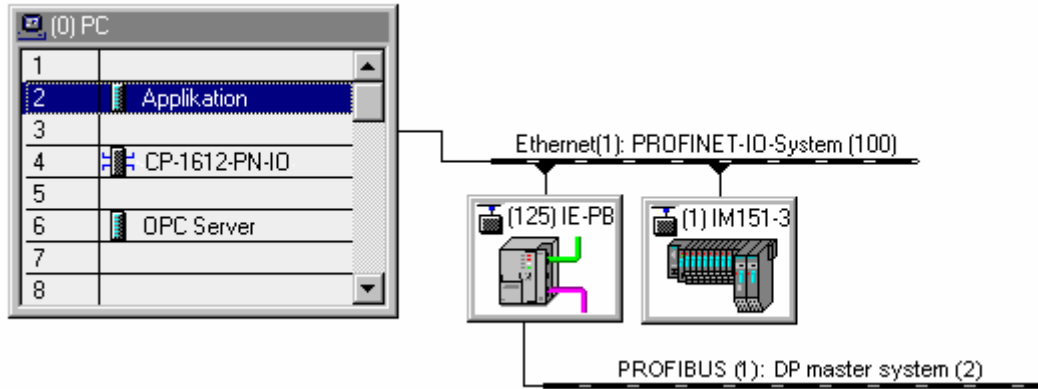 (0) PC
1
2 Applikation
3
4 CP-1612-PN-IO
5
6 OPC Server
7
8
Ethernet(1): PROFINET-IO-System (100)
(125) IE-PB
(1) IM151-3
PROFIBUS (1): DP master system (2)